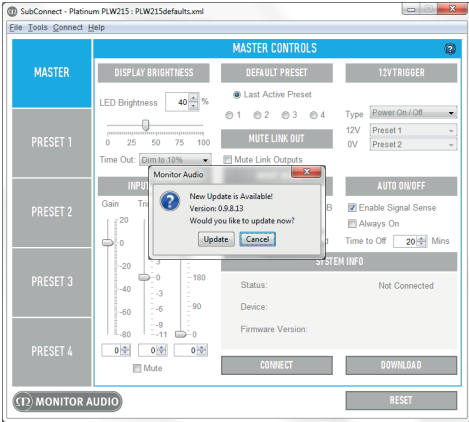 SubConnect - Platinum PLW215 : PLW215defaults.xml
File Tools Connect Help
MASTER CONTROLS
MASTER
PRESET 1
PRESET 2
PRESET 3
PRESET 4
DISPLAY BRIGHTNESS
LED Brightness 40 %
0 25 50 75 100
Time Out: Dim to 10%
DEFAULT PRESET
Last Active Preset
1 2 3 4
MUTE LINK OUT
Mute Link Outputs
12V TRIGGER
Type Power On / Off
12V Preset 1
0V Preset 2
Monitor Audio
New Update is Available!
Version: 0.9.8.13
Would you like to update now?
Update Cancel
INPU
Gain Tri
20
0
-20 -3 180
-40
-60 -6 -90
-9
-80 -11 0
0 0 0
Mute
B
AUTO ON/OFF
Enable Signal Sense
Always On
Time to Off 20 Mins
SYSTEM INFO
Status: Not Connected
Device:
Firmware Version:
CONNECT DOWNLOAD
MONITOR AUDIO
RESET